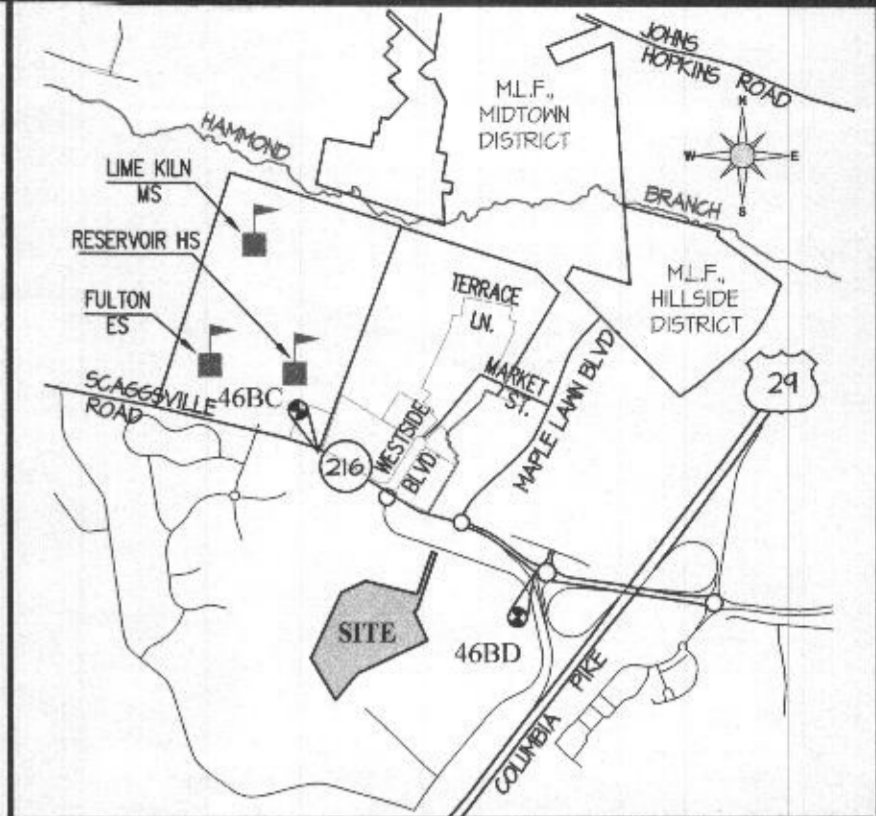 JOHNS
HOPKINS ROAD
M.L.F.,
MIDTOWN
DISTRICT
N
W E
S
HAMMOND
BRANCH
LIME KILN
MS
RESERVOIR HS
FULTON
ES
TERRACE
LN.
M.L.F.,
HILLSIDE
DISTRICT
MARKET
ST.
MAPLE LAWN BLVD
29
SCAGGSVILLE
ROAD
46BC
WESTSIDE
BLVD
216
SITE
46BD
COLUMBIA PIKE